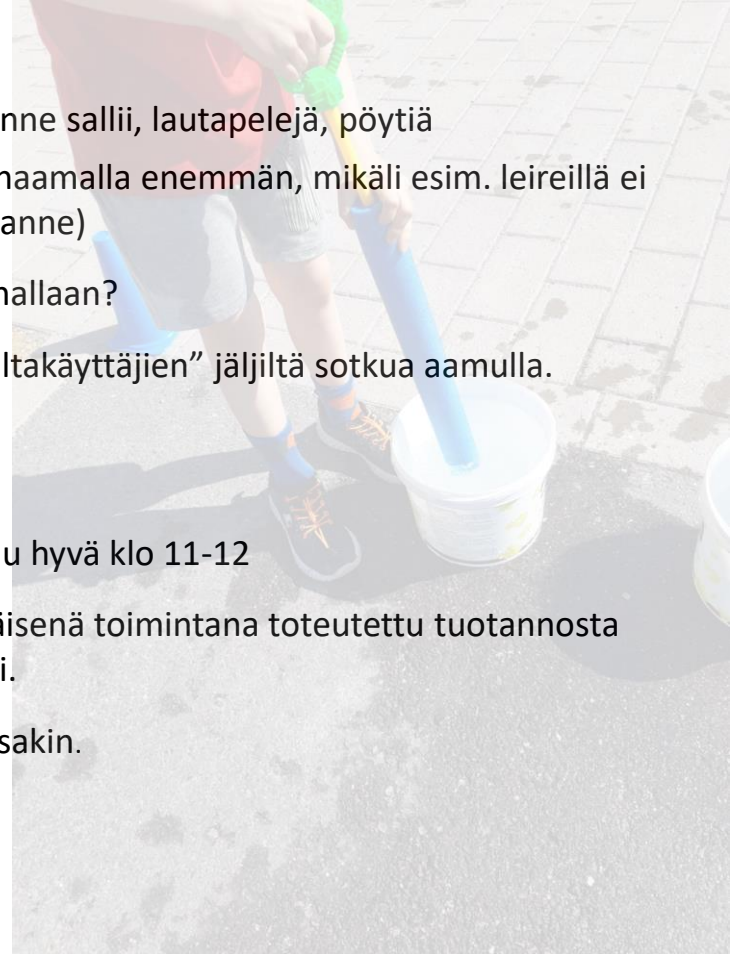 nne sallii, lautapelejä, pöytiä
naamalla enemmän, mikäli esim. leireillä ei
anne)
nallaan?
ltakäyttäjien” jäljiltä sotkua aamulla.
u hyvä klo 11-12
äisenä toimintana toteutettu tuotannosta
i.
sakin.